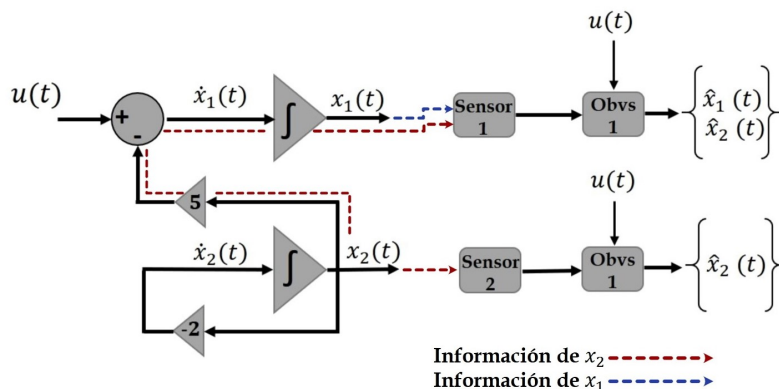 u(t)
u(t)
+
-
ẋ₁(t)
∫
x₁(t)
Sensor
1
Obvs
1
x̂₁ (t)
x̂₂ (t)
5
u(t)
ẋ₂(t)
∫
x₂(t)
Sensor
2
Obvs
1
x̂₂ (t)
-2
Información de x₂
Información de x₁